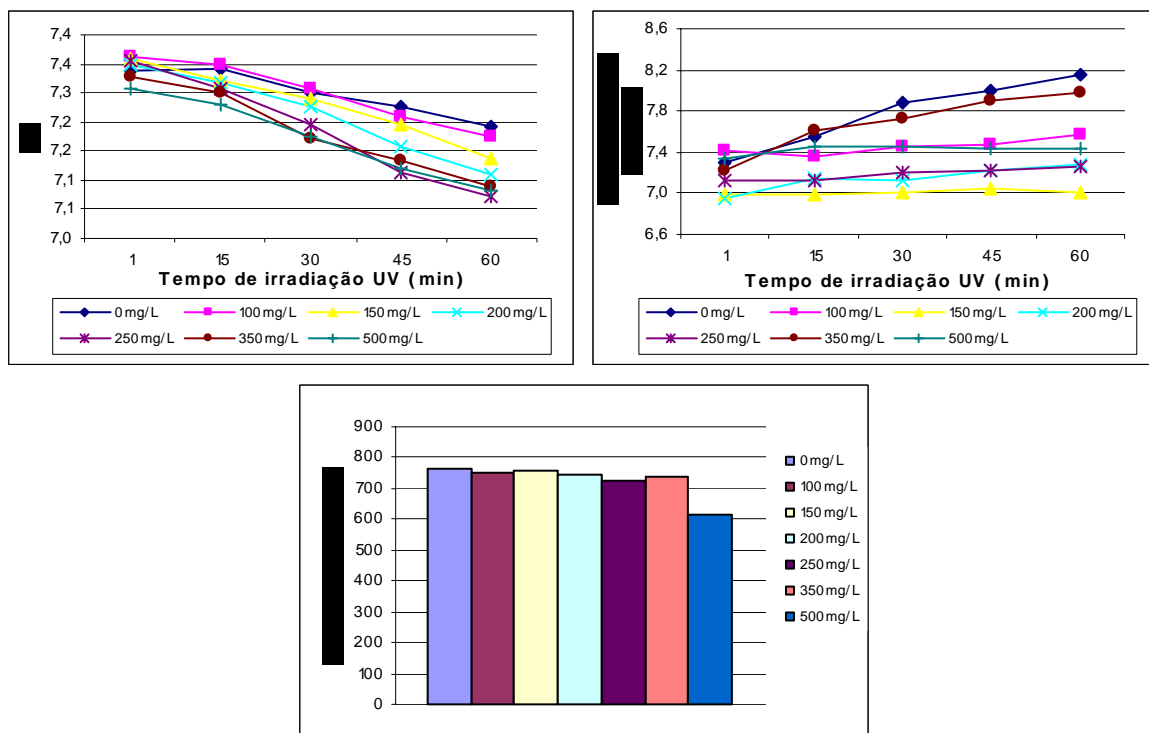 7,4
7,4
7,3
7,2
7,2
7,1
7,1
7,0
1 15 30 45 60
Tempo de irradiação UV (min)
0 mg/L 100 mg/L 150 mg/L 200 mg/L
250 mg/L 350 mg/L 500 mg/L
8,6
8,2
7,8
7,4
7,0
6,6
1 15 30 45 60
Tempo de irradiação UV (min)
0 mg/L 100 mg/L 150 mg/L 200 mg/L
250 mg/L 350 mg/L 500 mg/L
900
800
700
600
500
400
300
200
100
0
0 mg/L
100 mg/L
150 mg/L
200 mg/L
250 mg/L
350 mg/L
500 mg/L